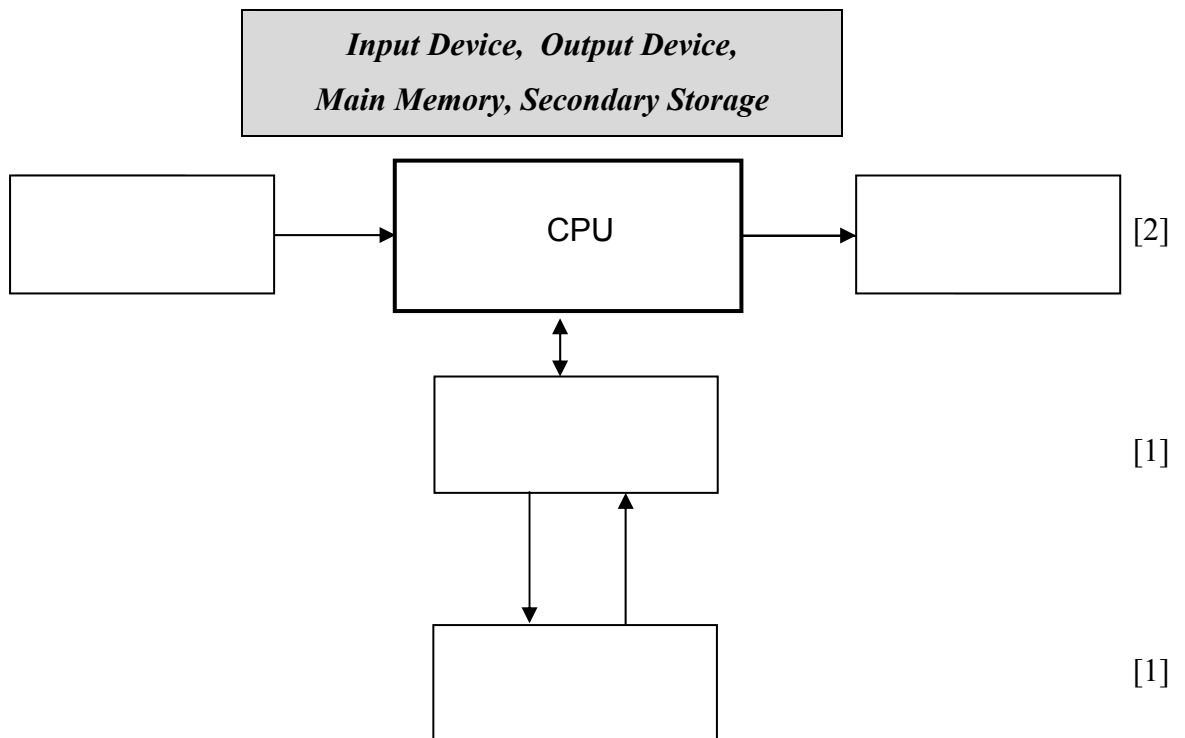 Input Device, Output Device,
Main Memory, Secondary Storage
CPU
[2]
[1]
[1]